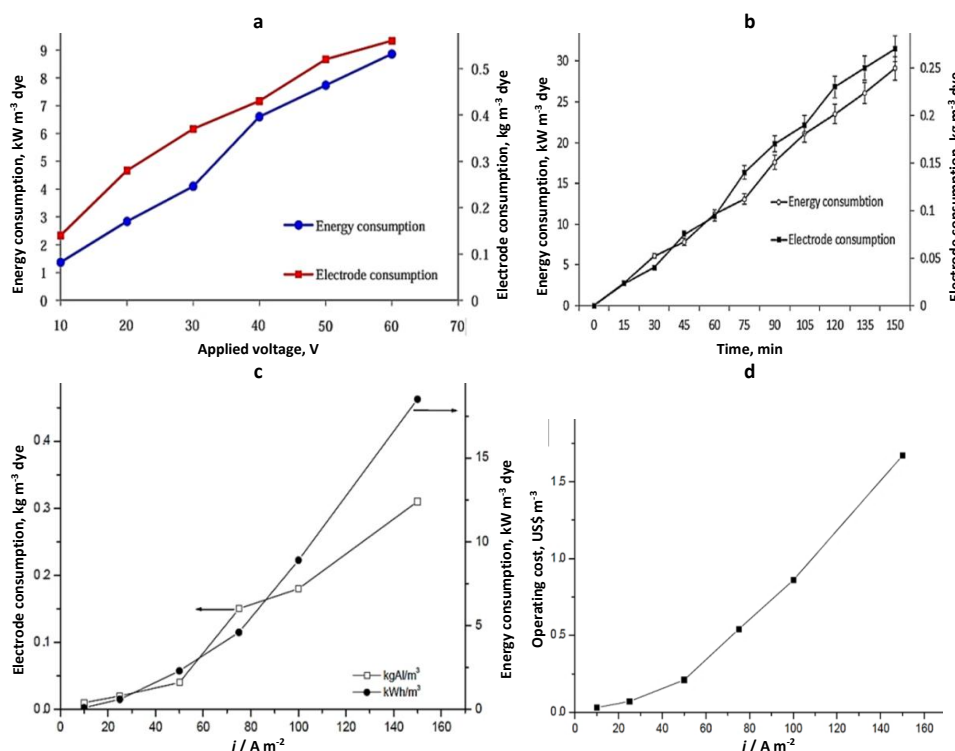 a
Energy consumption, kW m⁻³ dye
9
8
7
6
5
4
3
2
1
0
Energy consumption
Electrode consumption
0.5
0.4
0.3
0.2
0.1
0
Electrode consumption, kg m⁻³ dye
10 20 30 40 50 60 70
Applied voltage, V
b
Energy consumption, kW m⁻³ dye
30
25
20
15
10
5
0
Energy consumbtion
Electrode consumption
0.25
0.2
0.15
0.1
0.05
0
Electrode consumption, kg m⁻³ dye
0 15 30 45 60 75 90 105 120 135 150
Time, min
c
Electrode consumption, kg m⁻³ dye
0.4
0.3
0.2
0.1
0.0
kgAl/m³
kWh/m³
15
10
5
0
Energy consumption, kW m⁻³ dye
0 20 40 60 80 100 120 140 160
i / A m⁻²
d
Operating cost, US$ m⁻³
1.5
1.0
0.5
0.0
0 20 40 60 80 100 120 140 160
i / A m⁻²